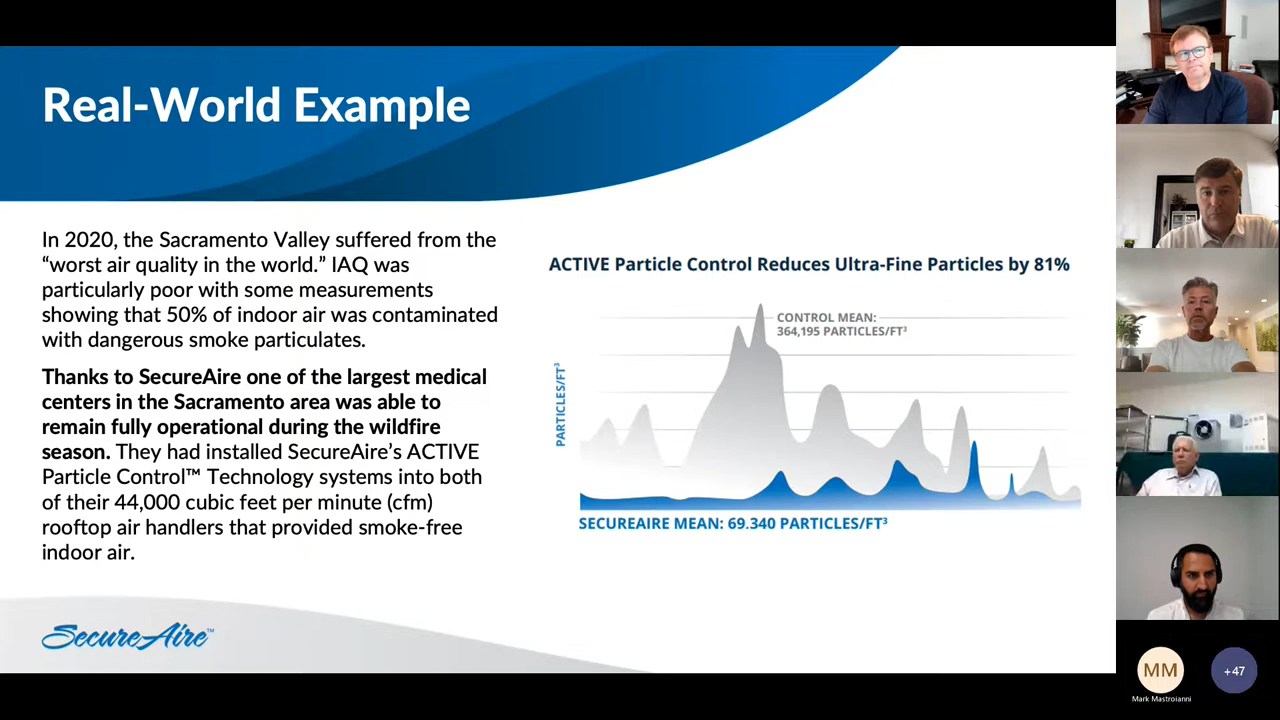 Real-World Example
In 2020, the Sacramento Valley suffered from the
“worst air quality in the world.” IAQ was
particularly poor with some measurements
showing that 50% of indoor air was contaminated
with dangerous smoke particulates.
Thanks to SecureAire one of the largest medical
centers in the Sacramento area was able to
remain fully operational during the wildfire
season. They had installed SecureAire’s ACTIVE
Particle Control™ Technology systems into both
of their 44,000 cubic feet per minute (cfm)
rooftop air handlers that provided smoke-free
indoor air.
ACTIVE Particle Control Reduces Ultra-Fine Particles by 81%
CONTROL MEAN:
364,195 PARTICLES/FT³
PARTICLES/FT³
SECUREAIRE MEAN: 69.340 PARTICLES/FT³
SecureAire™
MM
+47
Mark Mastroianni